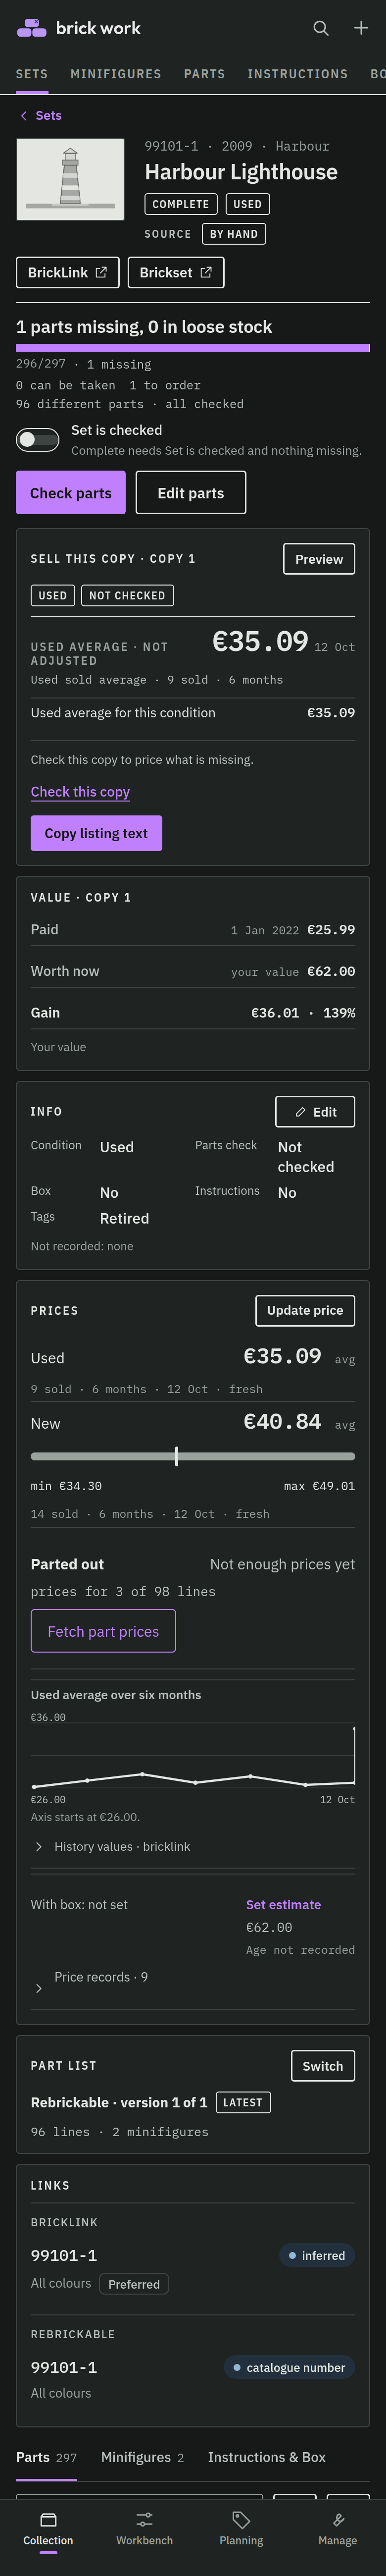 brick work
SETS MINIFIGURES PARTS INSTRUCTIONS BO
Sets
99101-1 · 2009 · Harbour
Harbour Lighthouse
COMPLETE USED
SOURCE BY HAND
BrickLink Brickset
1 parts missing, 0 in loose stock
296/297 · 1 missing
0 can be taken 1 to order
96 different parts · all checked
Set is checked
Complete needs Set is checked and nothing missing.
Check parts Edit parts
SELL THIS COPY · COPY 1 Preview
USED NOT CHECKED
USED AVERAGE · NOT ADJUSTED €35.09 12 Oct
Used sold average · 9 sold · 6 months
Used average for this condition €35.09
Check this copy to price what is missing.
Check this copy
Copy listing text
VALUE · COPY 1
Paid 1 Jan 2022 €25.99
Worth now your value €62.00
Gain €36.01 · 139%
Your value
INFO Edit
Condition Used Parts check Not checked
Box No Instructions No
Tags Retired
Not recorded: none
PRICES Update price
Used €35.09 avg
9 sold · 6 months · 12 Oct · fresh
New €40.84 avg
min €34.30 max €49.01
14 sold · 6 months · 12 Oct · fresh
Parted out Not enough prices yet
prices for 3 of 98 lines
Fetch part prices
Used average over six months
€36.00
€26.00 12 Oct
Axis starts at €26.00.
History values · bricklink
With box: not set Set estimate
€62.00
Age not recorded
Price records · 9
PART LIST Switch
Rebrickable · version 1 of 1 LATEST
96 lines · 2 minifigures
LINKS
BRICKLINK
99101-1 inferred
All colours Preferred
REBRICKABLE
99101-1 catalogue number
All colours
Parts 297 Minifigures 2 Instructions & Box
Collection Workbench Planning Manage